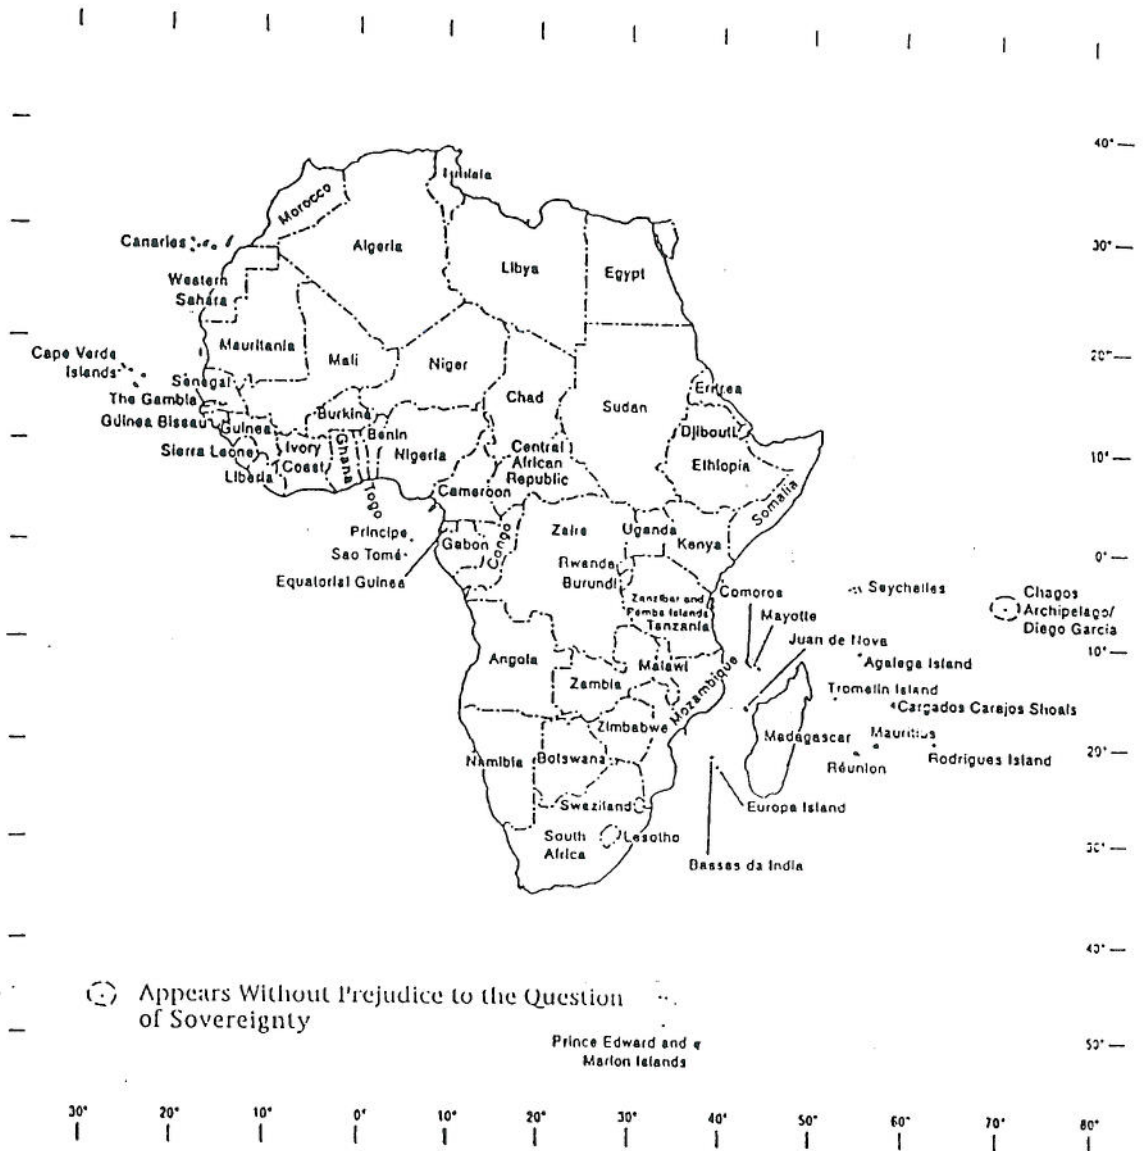 40°
Tunisia
Morocco
Canaries
Algeria
Libya
Egypt
30°
Western
Sahara
Mauritania
Mali
Niger
Chad
Sudan
Eritrea
20°
Cape Verde
Islands
Senegal
The Gambia
Guinea Bissau
Guinea
Burkina
Benin
Nigeria
Djibouti
Sierra Leone
Ivory
Coast
Ghana
Central
African
Republic
Ethiopia
10°
Liberia
Togo
Cameroon
Somalia
Principe
Sao Tomé
Equatorial Guinea
Gabon
Congo
Zaire
Uganda
Kenya
0°
Rwanda
Burundi
Zanzibar and
Pemba Islands
Tanzania
Comoros
Mayotte
Juan de Nova
Seychelles
Chagos
Archipelago/
Diego Garcia
10°
Angola
Zambia
Malawi
Mozambique
Agalega Island
Tromelin Island
Cargados Carajos Shoals
Zimbabwe
Madagascar
Mauritius
Réunion
Rodrigues Island
20°
Namibia
Botswana
Swaziland
Europa Island
South
Africa
Lesotho
Bassas da India
30°
40°
Appears Without Prejudice to the Question
of Sovereignty
Prince Edward and
Marion Islands
50°
30°
20°
10°
0°
10°
20°
30°
40°
50°
60°
70°
80°